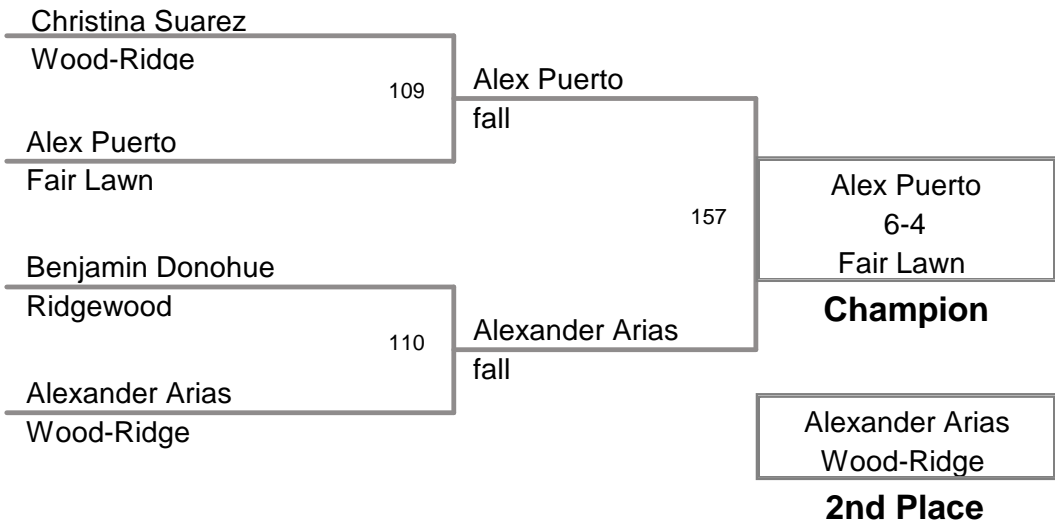 Christina Suarez
Wood-Ridge
109
Alex Puerto
fall
Alex Puerto
Fair Lawn
157
Alex Puerto
6-4
Fair Lawn
Champion
Benjamin Donohue
Ridgewood
110
Alexander Arias
fall
Alexander Arias
Wood-Ridge
Alexander Arias
Wood-Ridge
2nd Place